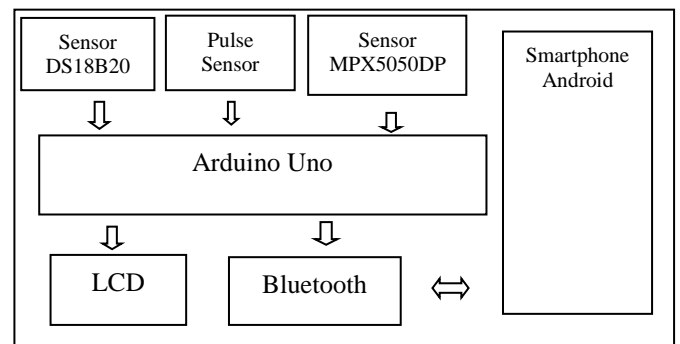 Sensor
DS18B20
Pulse
Sensor
Sensor
MPX5050DP
Smartphone
Android
Arduino Uno
LCD
Bluetooth